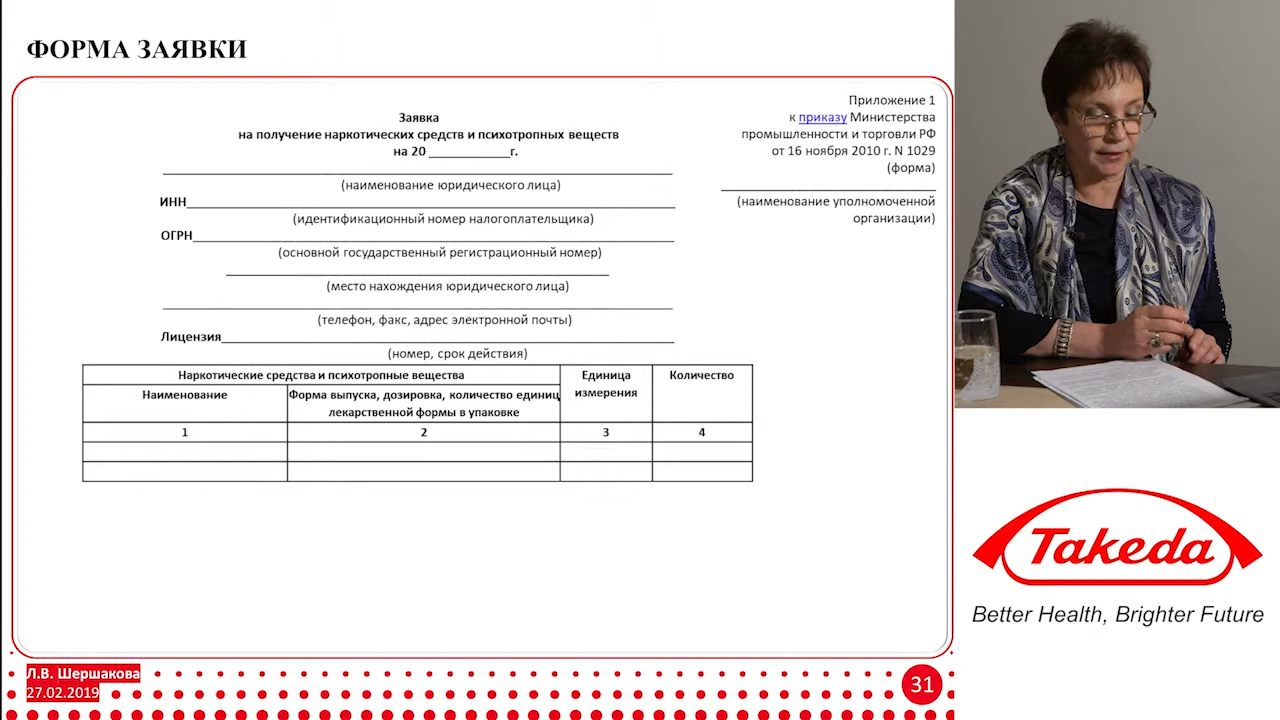 ФОРМА ЗАЯВКИ
Приложение 1
к приказу Министерства
промышленности и торговли РФ
от 16 ноября 2010 г. N 1029
(форма)
(наименование уполномоченной
организации)
Заявка
на получение наркотических средств и психотропных веществ
на 20 ___________г.
(наименование юридического лица)
ИНН
(идентификационный номер налогоплательщика)
ОГРН
(основной государственный регистрационный номер)
(место нахождения юридического лица)
(телефон, факс, адрес электронной почты)
Лицензия
(номер, срок действия)
Наркотические средства и психотропные вещества
Единица
измерения
Количество
Наименование
Форма выпуска, дозировка, количество единиц
лекарственной формы в упаковке
1 2 3 4
Л.В. Шершакова
27.02.2019
31
Takeda
Better Health, Brighter Future